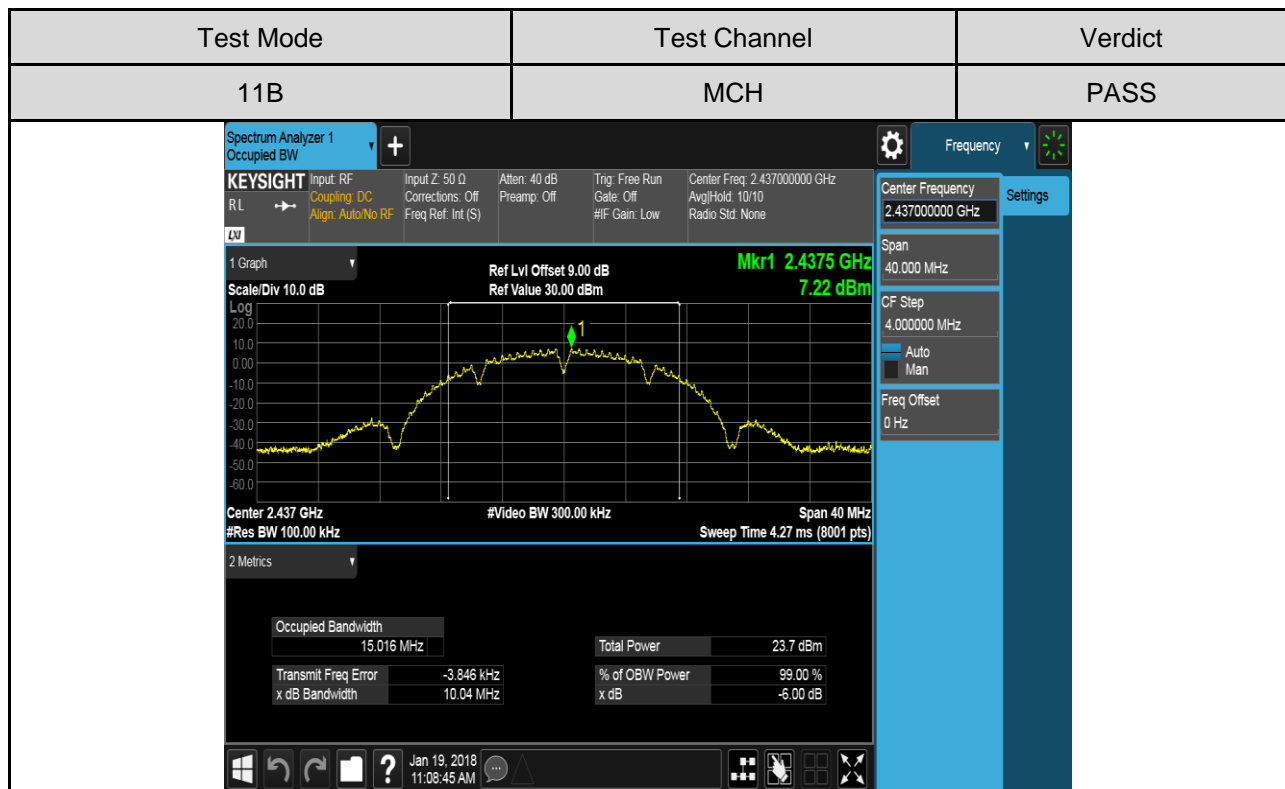 Test Mode Test Channel Verdict
11B MCH PASS
Spectrum Analyzer 1
Occupied BW
+
Frequency
KEYSIGHT Input: RF Input Z: 50 Ω Atten: 40 dB Trig: Free Run Center Freq: 2.437000000 GHz
RL Coupling: DC Corrections: Off Preamp: Off Gate: Off Avg|Hold: 10/10
Align: Auto/No RF Freq Ref: Int (S) #IF Gain: Low Radio Std: None
LXI
Center Frequency
2.437000000 GHz
Settings
Span
40.000 MHz
CF Step
4.000000 MHz
Auto
Man
Freq Offset
0 Hz
1 Graph
Ref Lvl Offset 9.00 dB Mkr1 2.4375 GHz
Scale/Div 10.0 dB Ref Value 30.00 dBm 7.22 dBm
Log
20.0
10.0
0.00
-10.0
-20.0
-30.0
-40.0
-50.0
-60.0
1
Center 2.437 GHz #Video BW 300.00 kHz Span 40 MHz
#Res BW 100.00 kHz Sweep Time 4.27 ms (8001 pts)
2 Metrics
Occupied Bandwidth
15.016 MHz Total Power 23.7 dBm
Transmit Freq Error -3.846 kHz % of OBW Power 99.00 %
x dB Bandwidth 10.04 MHz x dB -6.00 dB
? Jan 19, 2018
11:08:45 AM